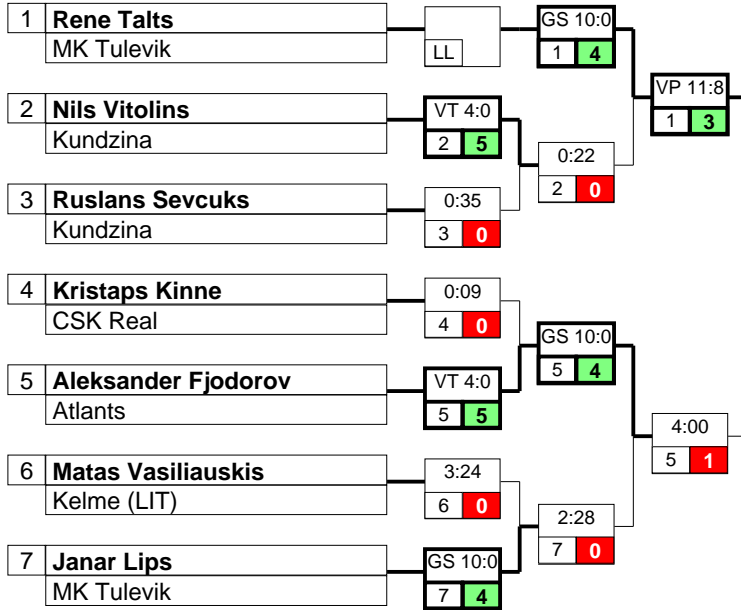 1 Rene Talts
MK Tulevik
LL
GS 10:0
1 4
VP 11:8
1 3
2 Nils Vitolins
Kundzina
VT 4:0
2 5
0:22
2 0
3 Ruslans Sevcuks
Kundzina
0:35
3 0
4 Kristaps Kinne
CSK Real
0:09
4 0
GS 10:0
5 4
5 Aleksander Fjodorov
Atlants
VT 4:0
5 5
4:00
5 1
6 Matas Vasiliauskis
Kelme (LIT)
3:24
6 0
2:28
7 0
7 Janar Lips
MK Tulevik
GS 10:0
7 4